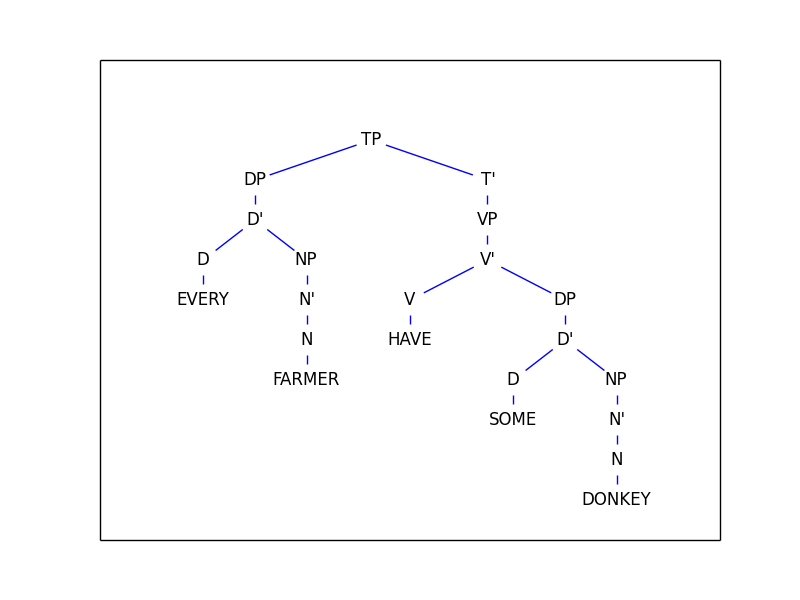 TP
DP T'
D' VP
D NP V'
EVERY N' V DP
N HAVE D'
FARMER D NP
SOME N'
N
DONKEY